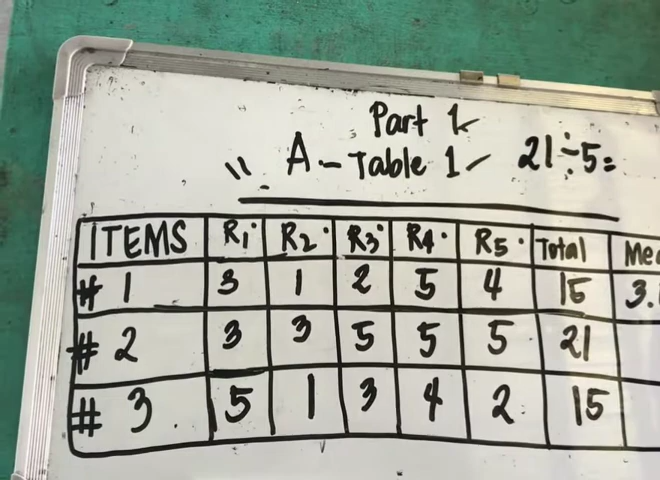 Part 1
" A - Table 1 21÷5=
ITEMS R1 R2 R3 R4 R5 Total Mea
# 1 3 1 2 5 4 15 3.
# 2 3 3 5 5 5 21
# 3 5 1 3 4 2 15